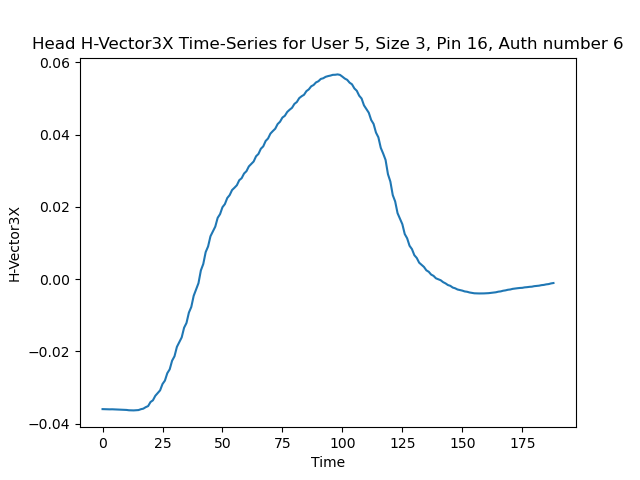 Head H-Vector3X Time-Series for User 5, Size 3, Pin 16, Auth number 6
0.06
0.04
0.02
0.00
−0.02
−0.04
H-Vector3X
0 25 50 75 100 125 150 175
Time